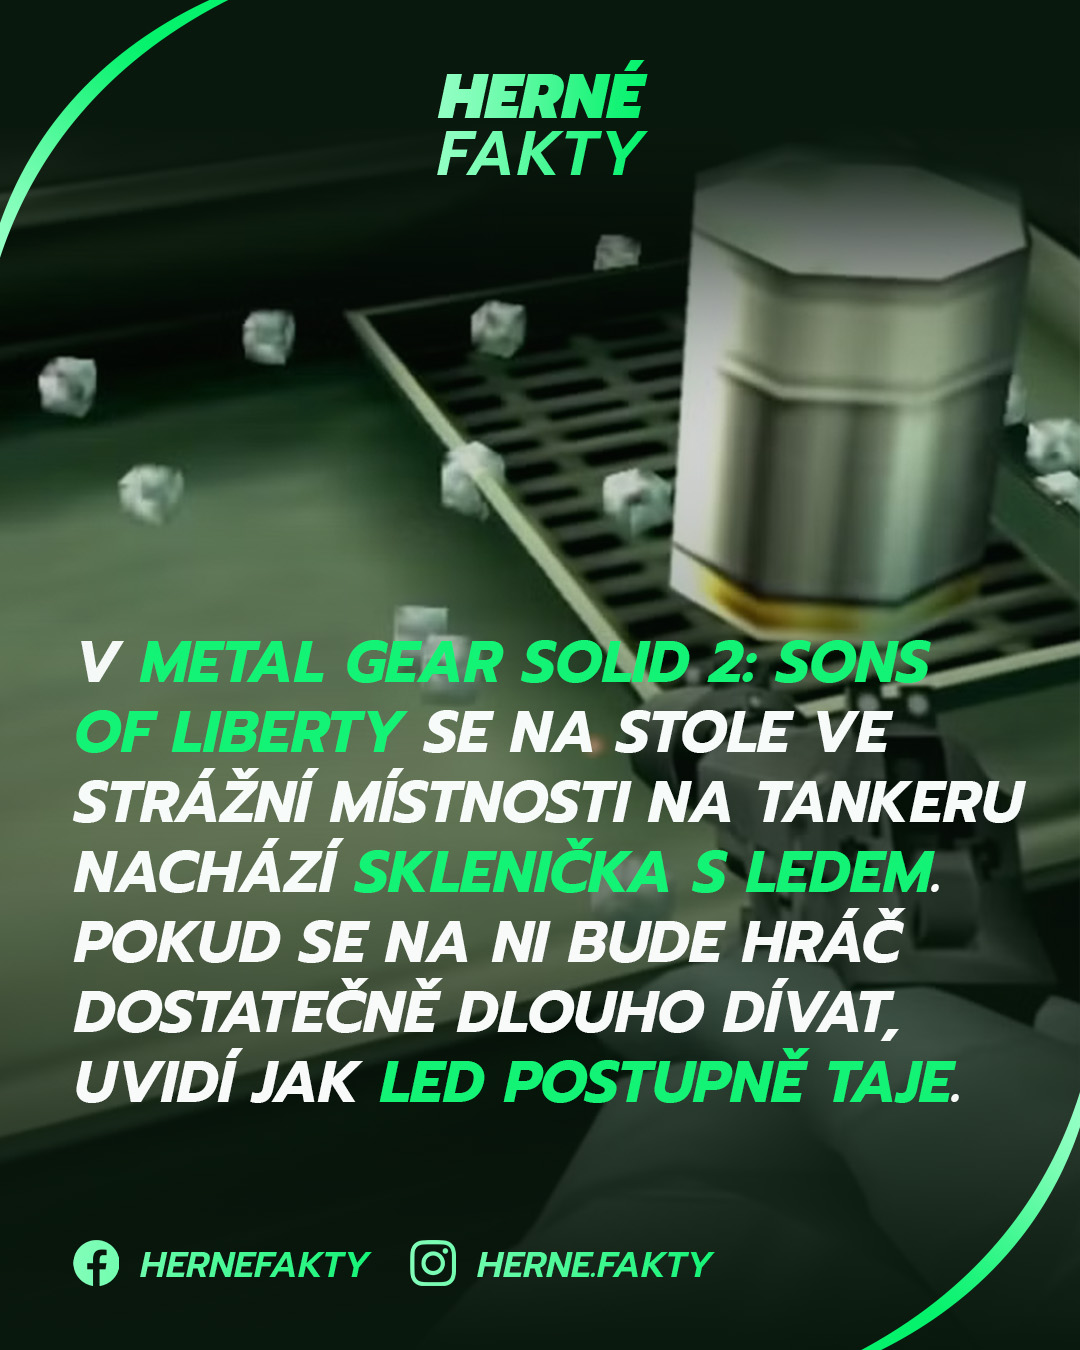 HERNÉ
FAKTY
V METAL GEAR SOLID 2: SONS
OF LIBERTY SE NA STOLE VE
STRÁŽNÍ MÍSTNOSTI NA TANKERU
NACHÁZÍ SKLENIČKA S LEDEM.
POKUD SE NA NI BUDE HRÁČ
DOSTATEČNĚ DLOUHO DÍVAT,
UVIDÍ JAK LED POSTUPNĚ TAJE.
HERNEFAKTY HERNE.FAKTY